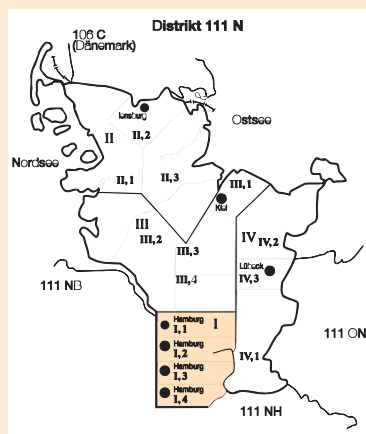 Distrikt 111 N
106 C
(Dänemark)
Ostsee
Nordsee
II
II, 2
II, 1
II, 3
III, 1
Kiel
III
III, 2
III, 3
III, 4
IV
IV, 2
Lübeck
IV, 3
IV, 1
111 NB
111 ON
111 NH
Hamburg
I, 1
I
Hamburg
I, 2
Hamburg
I, 3
Hamburg
I, 4